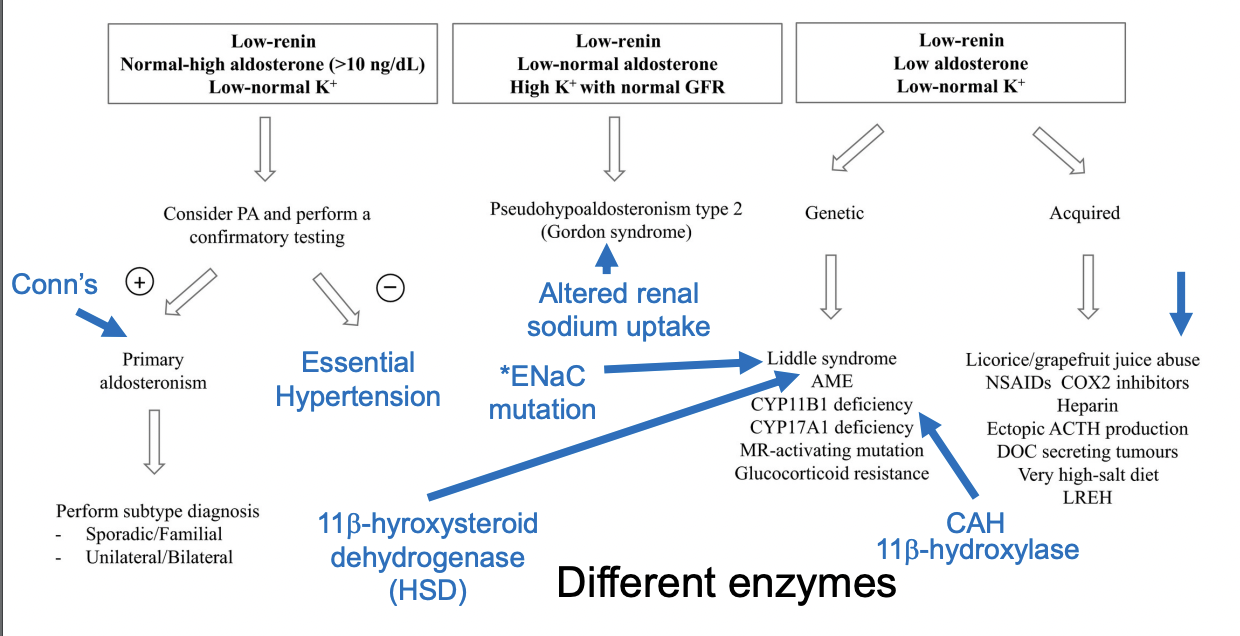 Low-renin
Normal-high aldosterone (>10 ng/dL)
Low-normal K⁺
Low-renin
Low-normal aldosterone
High K⁺ with normal GFR
Low-renin
Low aldosterone
Low-normal K⁺
Consider PA and perform a
confirmatory testing
Pseudohypoaldosteronism type 2
(Gordon syndrome)
Genetic
Acquired
Conn's
+
−
Altered renal
sodium uptake
Primary
aldosteronism
Essential
Hypertension
*ENaC
mutation
Liddle syndrome
AME
CYP11B1 deficiency
CYP17A1 deficiency
MR-activating mutation
Glucocorticoid resistance
Licorice/grapefruit juice abuse
NSAIDs COX2 inhibitors
Heparin
Ectopic ACTH production
DOC secreting tumours
Very high-salt diet
LREH
Perform subtype diagnosis
- Sporadic/Familial
- Unilateral/Bilateral
11β-hyroxysteroid
dehydrogenase
(HSD)
CAH
11β-hydroxylase
Different enzymes